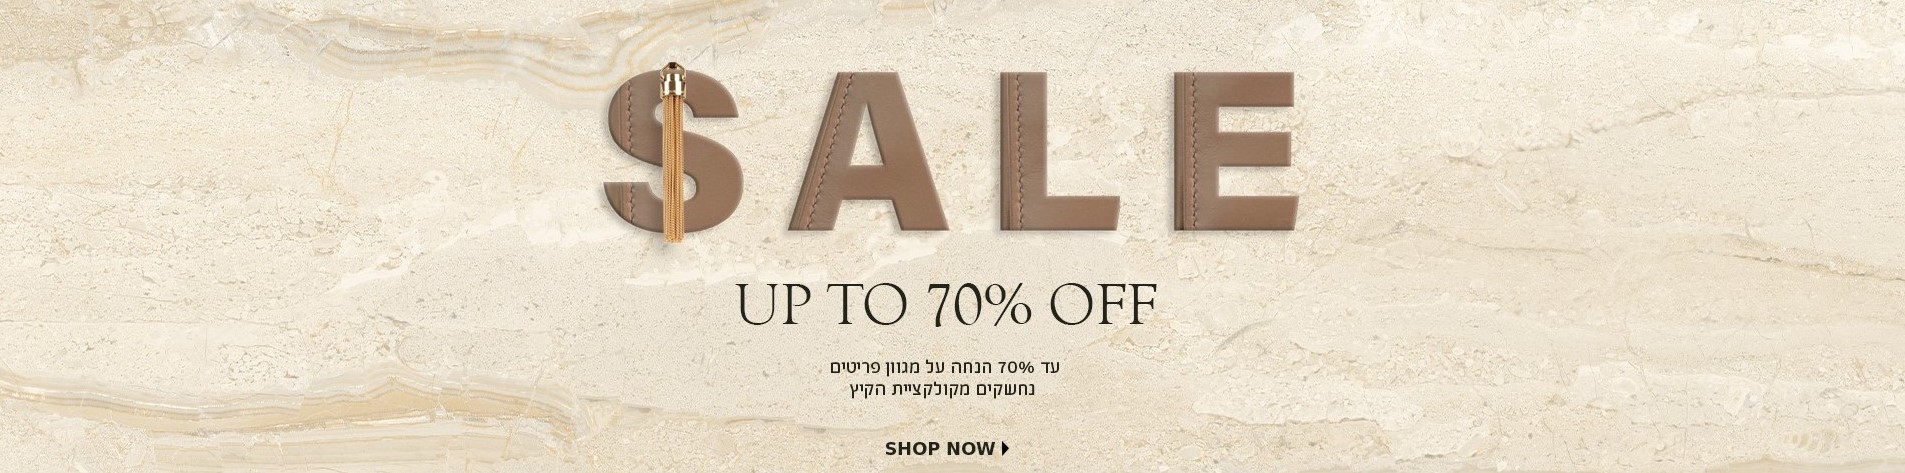 SALE
UP TO 70% OFF
עד 70% הנחה על מגוון פריטים
נחשקים מקולקציית הקיץ
SHOP NOW